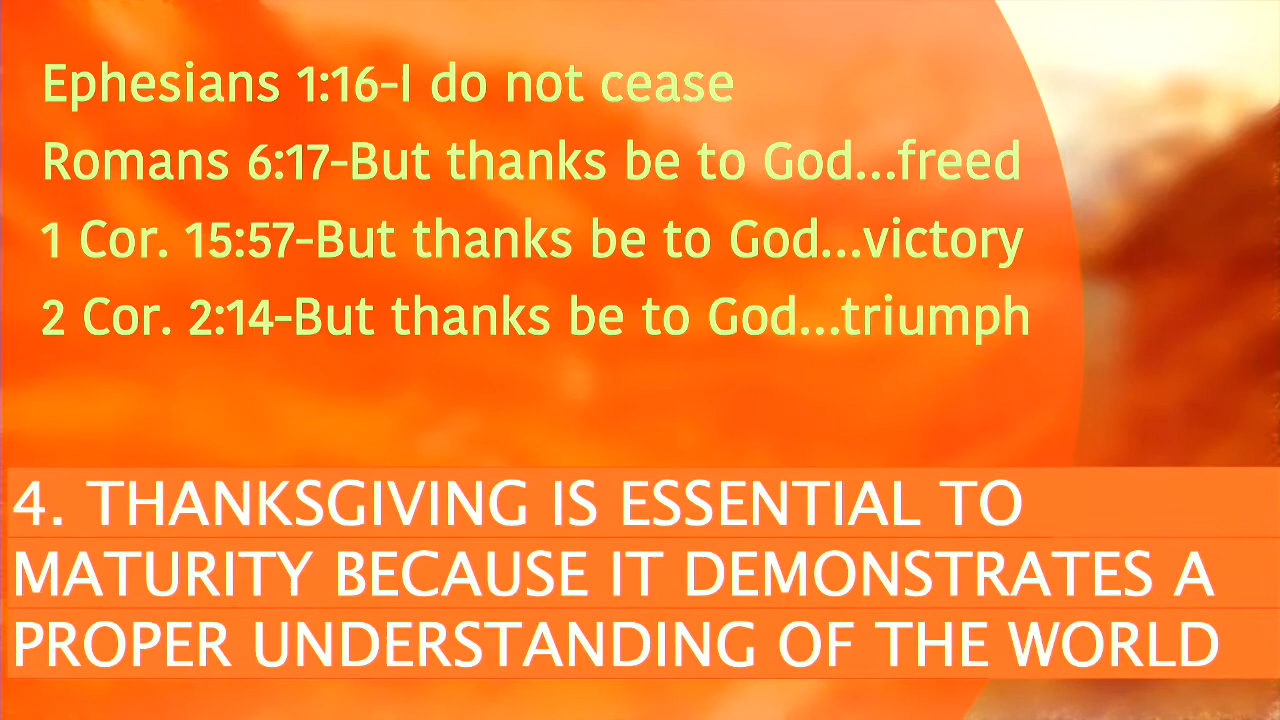 Ephesians 1:16-I do not cease
Romans 6:17-But thanks be to God...freed
1 Cor. 15:57-But thanks be to God...victory
2 Cor. 2:14-But thanks be to God...triumph
4. THANKSGIVING IS ESSENTIAL TO
MATURITY BECAUSE IT DEMONSTRATES A
PROPER UNDERSTANDING OF THE WORLD